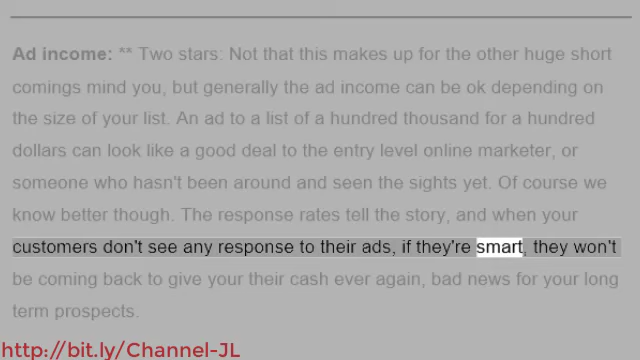 Ad income: ** Two stars: Not that this makes up for the other huge short
comings mind you, but generally the ad income can be ok depending on
the size of your list. An ad to a list of a hundred thousand for a hundred
dollars can look like a good deal to the entry level online marketer, or
someone who hasn't been around and seen the sights yet. Of course we
know better though. The response rates tell the story, and when your
customers don't see any response to their ads, if they're smart, they won't
be coming back to give your their cash ever again, bad news for your long
term prospects.
http://bit.ly/Channel-JL